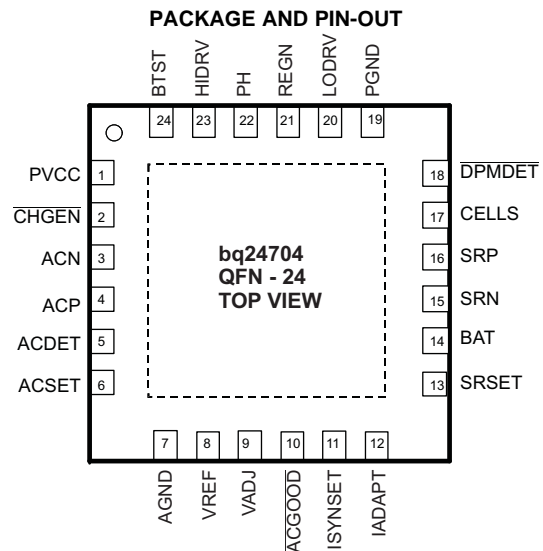 PACKAGE AND PIN-OUT
BTST
HIDRV
PH
REGN
LODRV
PGND
24
23
22
21
20
19
PVCC 1
CHGEN 2
ACN 3
ACP 4
ACDET 5
ACSET 6
bq24704
QFN - 24
TOP VIEW
18 DPMDET
17 CELLS
16 SRP
15 SRN
14 BAT
13 SRSET
7
8
9
10
11
12
AGND
VREF
VADJ
ACGOOD
ISYNSET
IADAPT